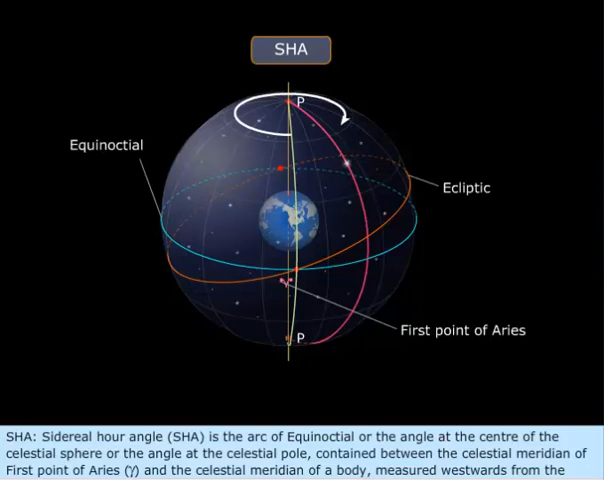 SHA
P
Equinoctial
Ecliptic
γ
First point of Aries
P
SHA: Sidereal hour angle (SHA) is the arc of Equinoctial or the angle at the centre of the
celestial sphere or the angle at the celestial pole, contained between the celestial meridian of
First point of Aries (γ) and the celestial meridian of a body, measured westwards from the